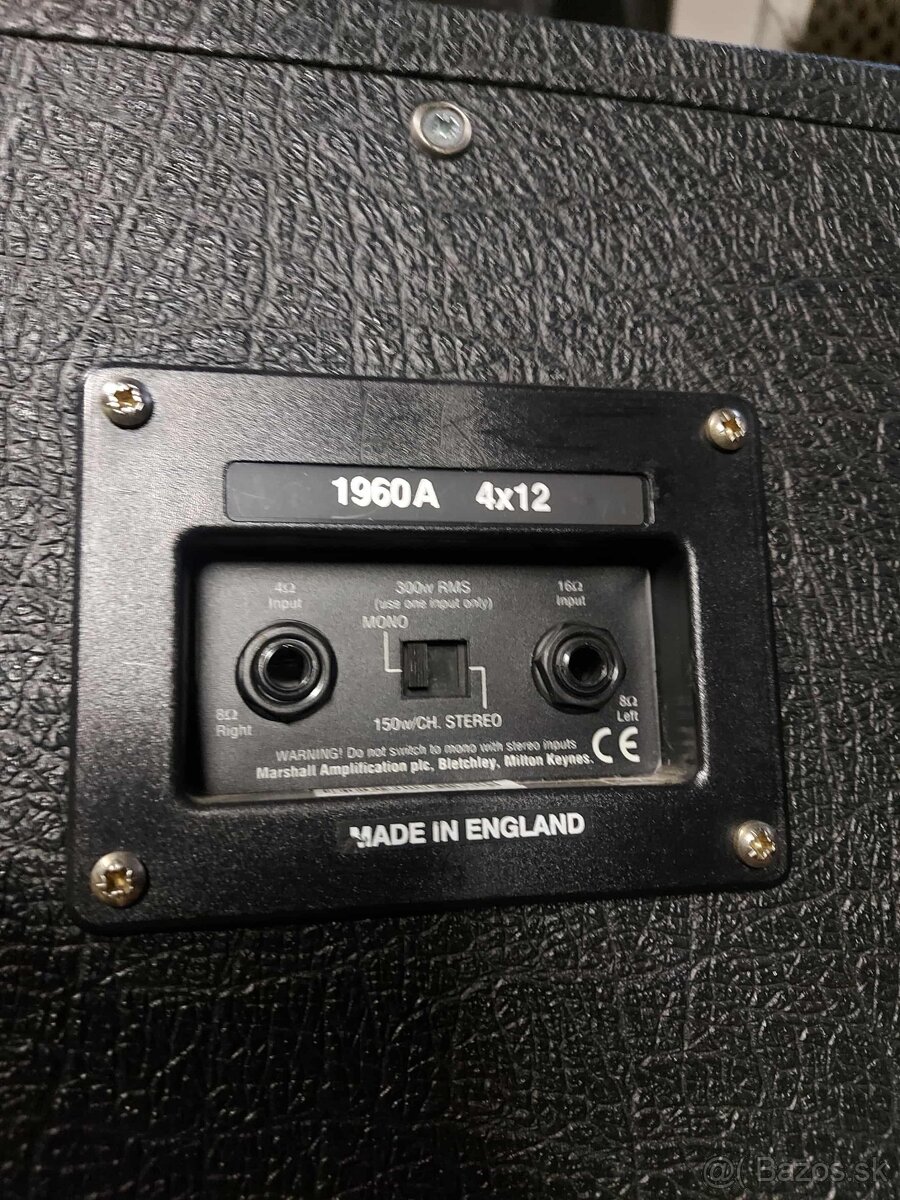 1960A 4x12
4Ω Input
300w RMS
(use one input only)
16Ω Input
MONO
8Ω Right
150w/CH. STEREO
8Ω Left
WARNING! Do not switch to mono with stereo inputs
Marshall Amplification plc, Bletchley, Milton Keynes.
CE
MADE IN ENGLAND
@( Bazos.sk